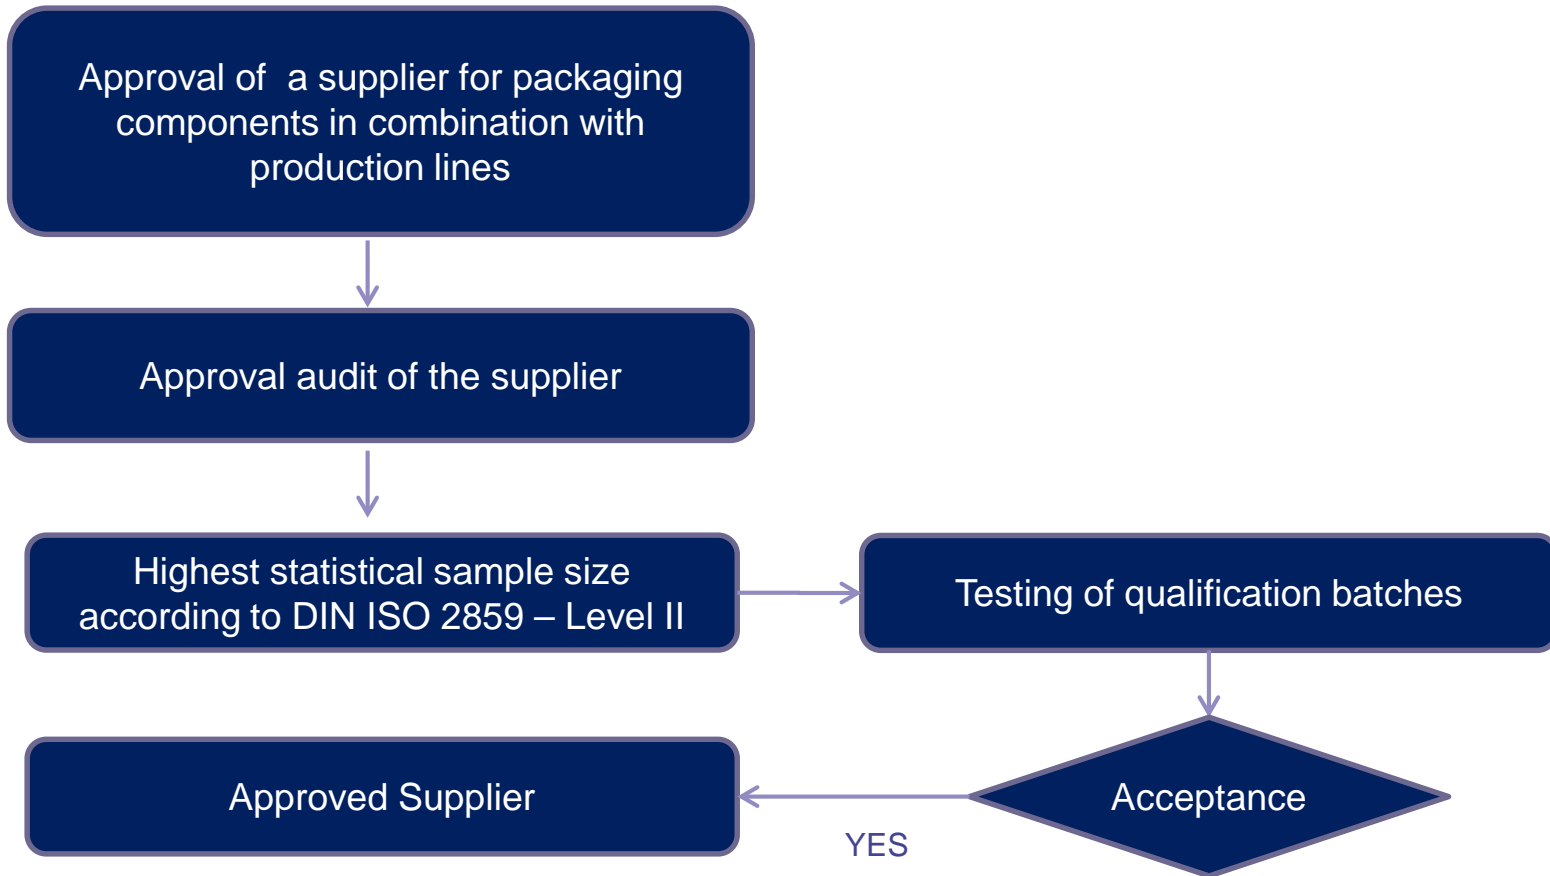 Approval of  a supplier for packaging
components in combination with
production lines
Approval audit of the supplier
Highest statistical sample size
according to DIN ISO 2859 – Level II
Testing of qualification batches
Approved Supplier
Acceptance
YES